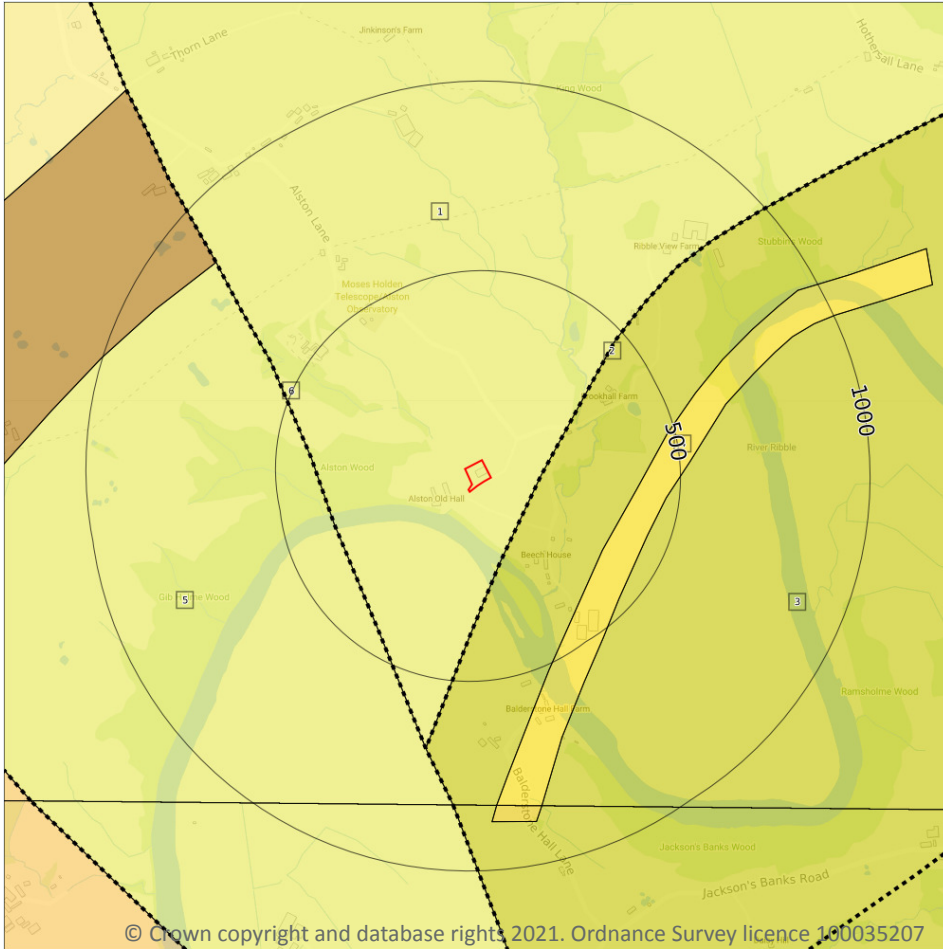 Jinkinson's Farm
Thorn Lane
Hothersall Lane
King Wood
Alston Lane
1
Stubbins Wood
Ribble View Farm
Moses Holden
Telescope/Alston
Observatory
2
6
1000
Brookhall Farm
500
River Ribble
Alston Wood
Alston Old Hall
Beech House
5
3
Ramsholme Wood
Balderstone Hall Farm
Balderstone Hall Lane
Jackson's Banks Wood
Jackson's Banks Road
© Crown copyright and database rights 2021. Ordnance Survey licence 100035207